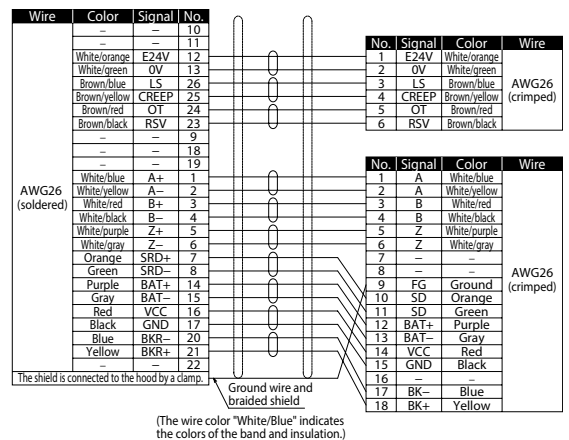 Wire Color Signal No.
– – 10
– – 11
White/orange E24V 12
White/green 0V 13
Brown/blue LS 26
Brown/yellow CREEP 25
Brown/red OT 24
Brown/black RSV 23
– – 9
– – 18
– – 19
White/blue A+ 1
AWG26 (soldered)
White/yellow A– 2
White/red B+ 3
White/black B– 4
White/purple Z+ 5
White/gray Z– 6
Orange SRD+ 7
Green SRD– 8
Purple BAT+ 14
Gray BAT– 15
Red VCC 16
Black GND 17
Blue BKR– 20
Yellow BKR+ 21
– – 22
The shield is connected to the hood by a clamp.
No. Signal Color Wire
1 E24V White/orange
2 0V White/green
3 LS Brown/blue
AWG26 (crimped)
4 CREEP Brown/yellow
5 OT Brown/red
6 RSV Brown/black
No. Signal Color Wire
1 A White/blue
2 A White/yellow
3 B White/red
4 B White/black
5 Z White/purple
6 Z White/gray
7 – –
8 – –
AWG26 (crimped)
9 FG Ground
10 SD Orange
11 SD Green
12 BAT+ Purple
13 BAT– Gray
14 VCC Red
15 GND Black
16 – –
17 BK– Blue
18 BK+ Yellow
Ground wire and
braided shield
(The wire color "White/Blue" indicates
the colors of the band and insulation.)